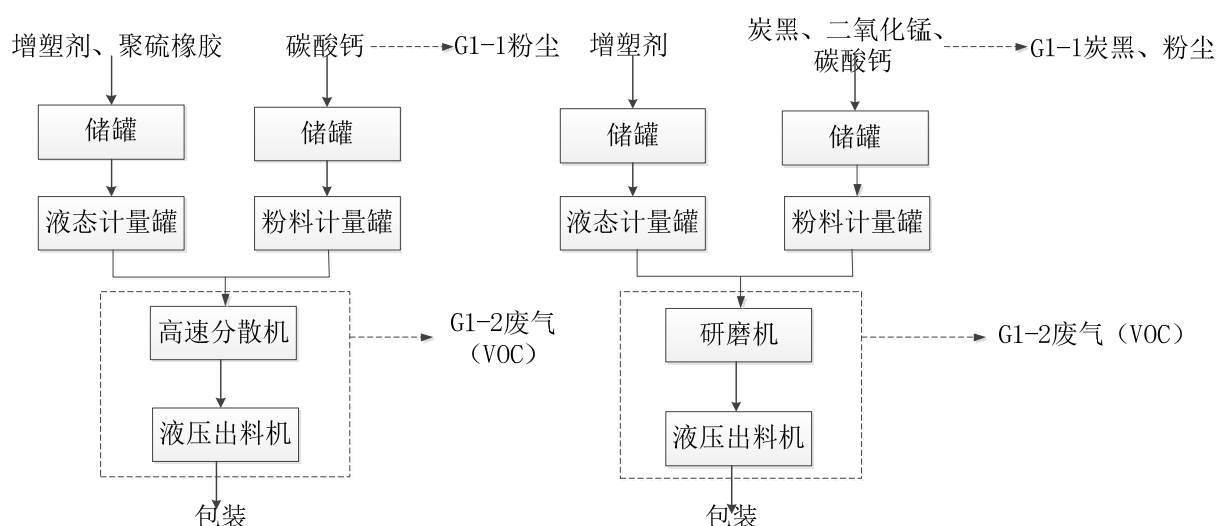 增塑剂、聚硫橡胶
碳酸钙
G1-1粉尘
储罐
储罐
液态计量罐
粉料计量罐
高速分散机
液压出料机
G1-2废气
（VOC）
包装
增塑剂
炭黑、二氧化锰、
碳酸钙
G1-1炭黑、粉尘
储罐
储罐
液态计量罐
粉料计量罐
研磨机
液压出料机
G1-2废气（VOC）
包装